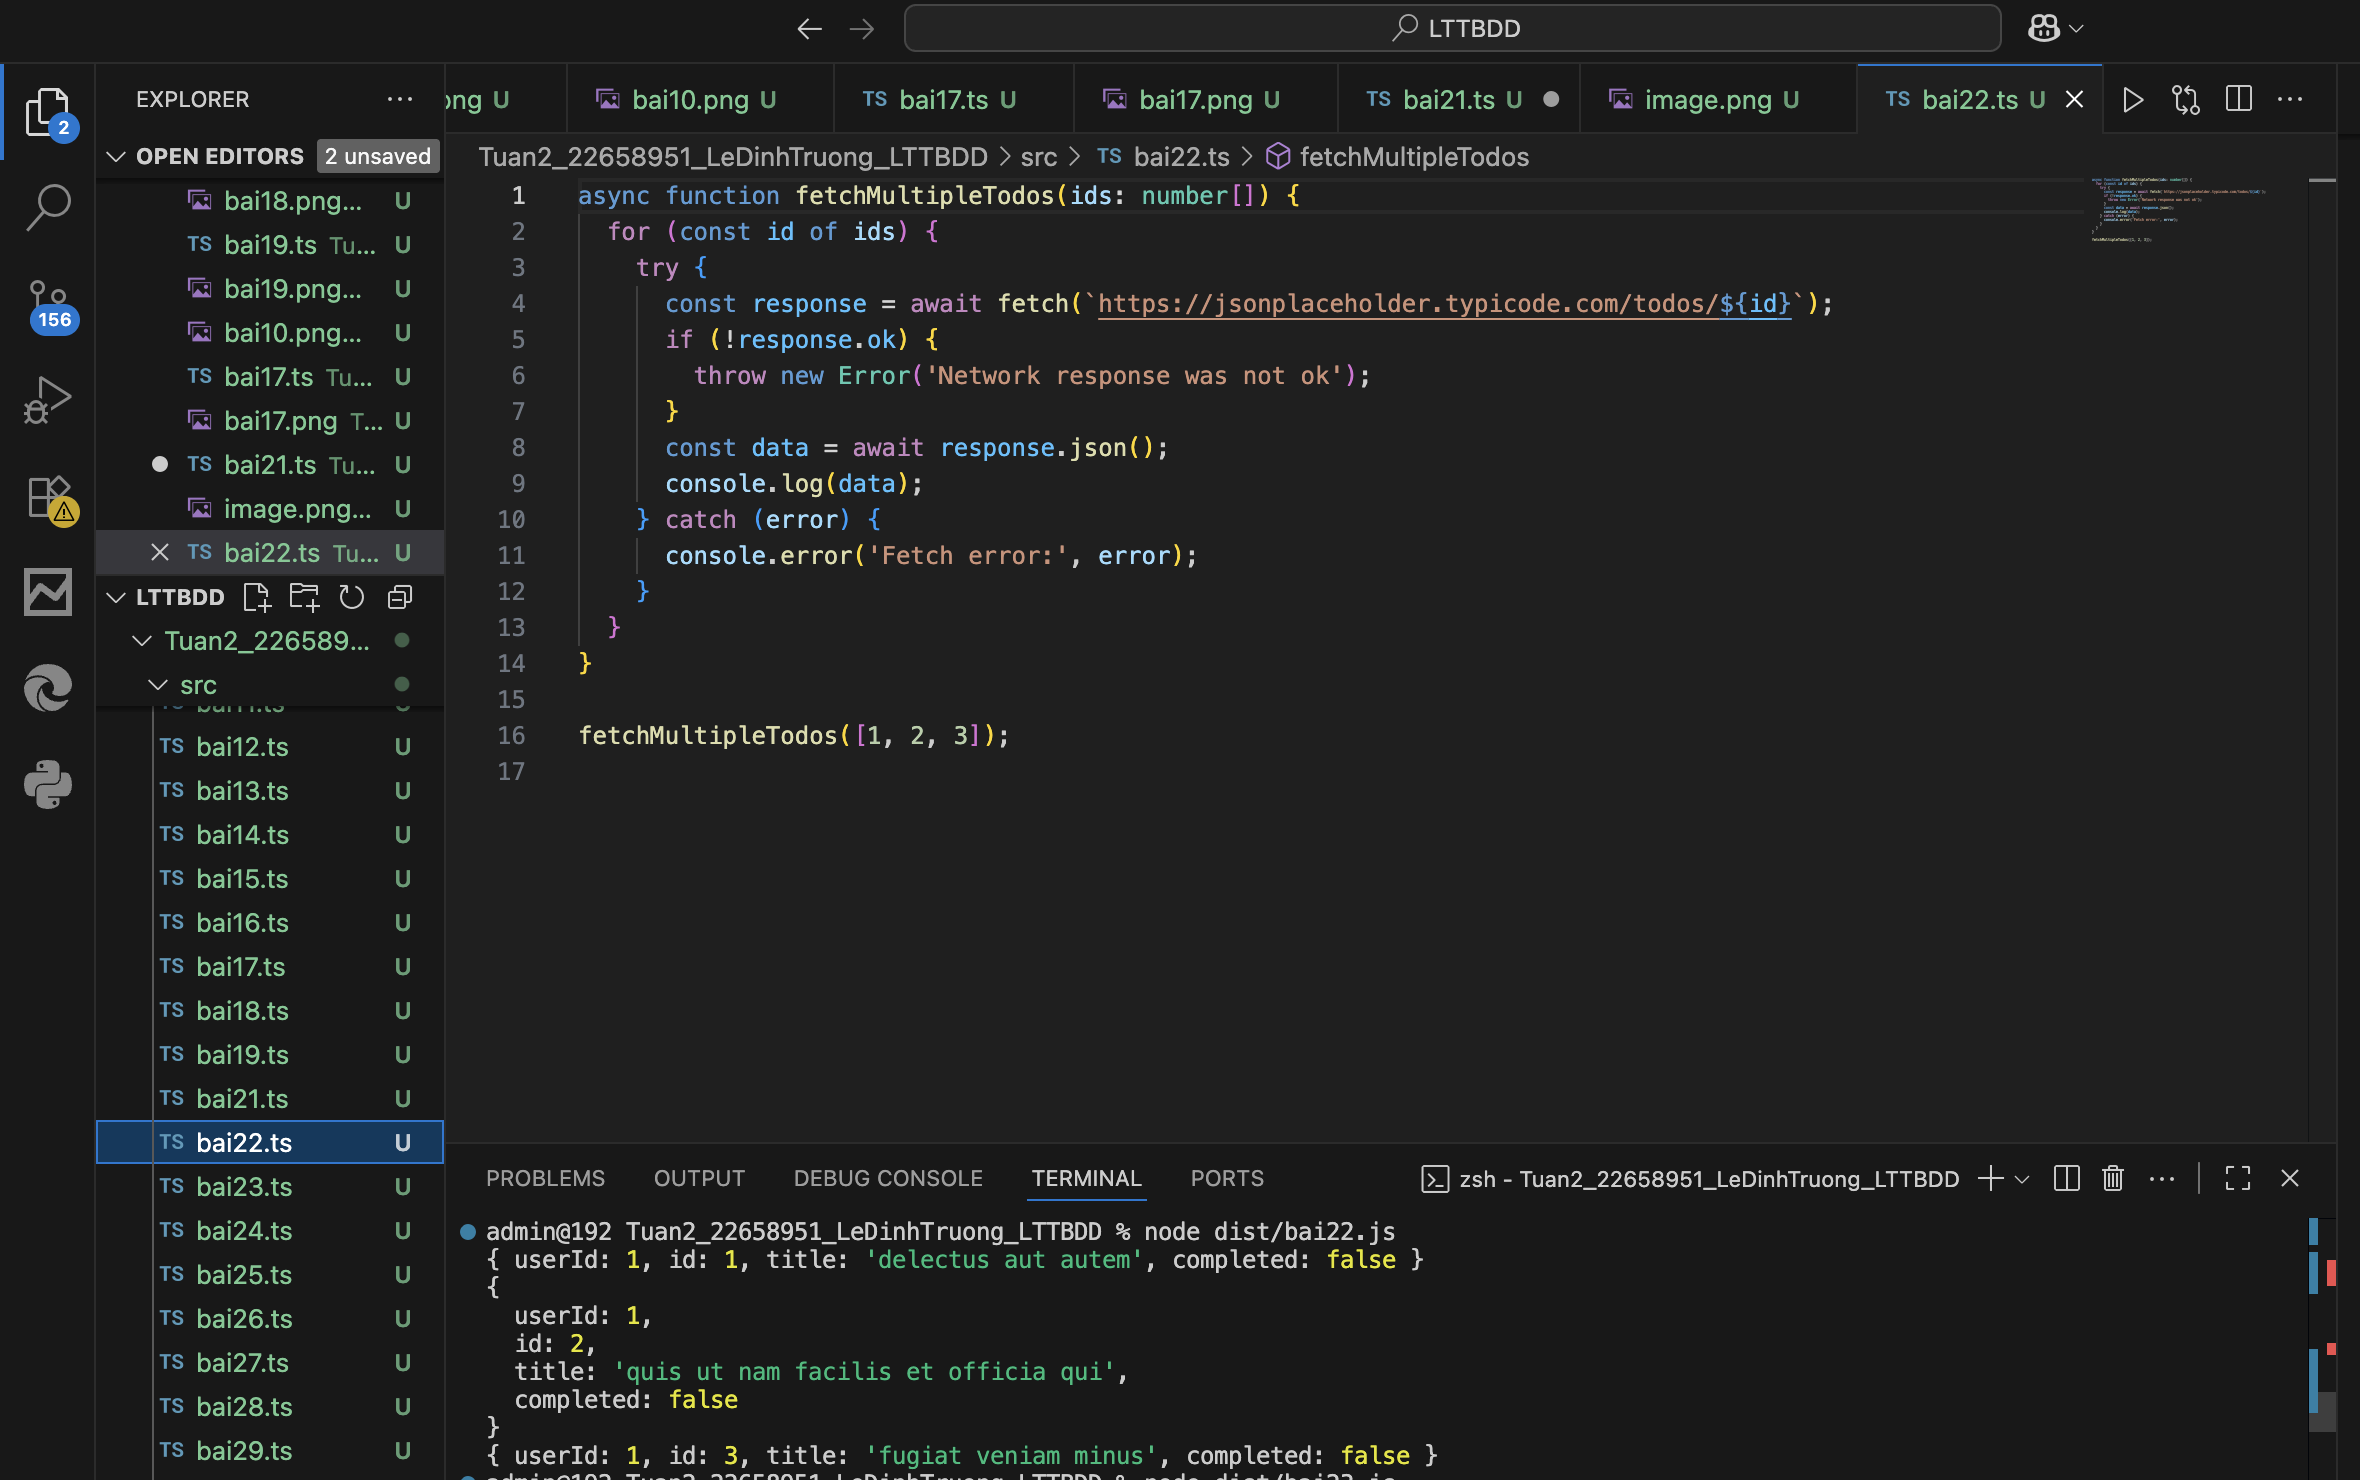 LTTBDD
EXPLORER
2
OPEN EDITORS 2 unsaved
bai18.png... U
TS bai19.ts Tu... U
bai19.png... U
bai10.png... U
TS bai17.ts Tu... U
bai17.png T... U
TS bai21.ts Tu... U
image.png... U
TS bai22.ts Tu... U
156
LTTBDD
Tuan2_226589...
src
TS bai12.ts U
TS bai13.ts U
TS bai14.ts U
TS bai15.ts U
TS bai16.ts U
TS bai17.ts U
TS bai18.ts U
TS bai19.ts U
TS bai21.ts U
TS bai22.ts U
TS bai23.ts U
TS bai24.ts U
TS bai25.ts U
TS bai26.ts U
TS bai27.ts U
TS bai28.ts U
TS bai29.ts U
ng U bai10.png U TS bai17.ts U bai17.png U TS bai21.ts U image.png U TS bai22.ts U
Tuan2_22658951_LeDinhTruong_LTTBDD > src > TS bai22.ts > fetchMultipleTodos
1 async function fetchMultipleTodos(ids: number[]) {
2 for (const id of ids) {
3 try {
4 const response = await fetch(`https://jsonplaceholder.typicode.com/todos/${id}`);
5 if (!response.ok) {
6 throw new Error('Network response was not ok');
7 }
8 const data = await response.json();
9 console.log(data);
10 } catch (error) {
11 console.error('Fetch error:', error);
12 }
13 }
14 }
15
16 fetchMultipleTodos([1, 2, 3]);
17
PROBLEMS OUTPUT DEBUG CONSOLE TERMINAL PORTS zsh - Tuan2_22658951_LeDinhTruong_LTTBDD
admin@192 Tuan2_22658951_LeDinhTruong_LTTBDD % node dist/bai22.js
{ userId: 1, id: 1, title: 'delectus aut autem', completed: false }
{
userId: 1,
id: 2,
title: 'quis ut nam facilis et officia qui',
completed: false
}
{ userId: 1, id: 3, title: 'fugiat veniam minus', completed: false }